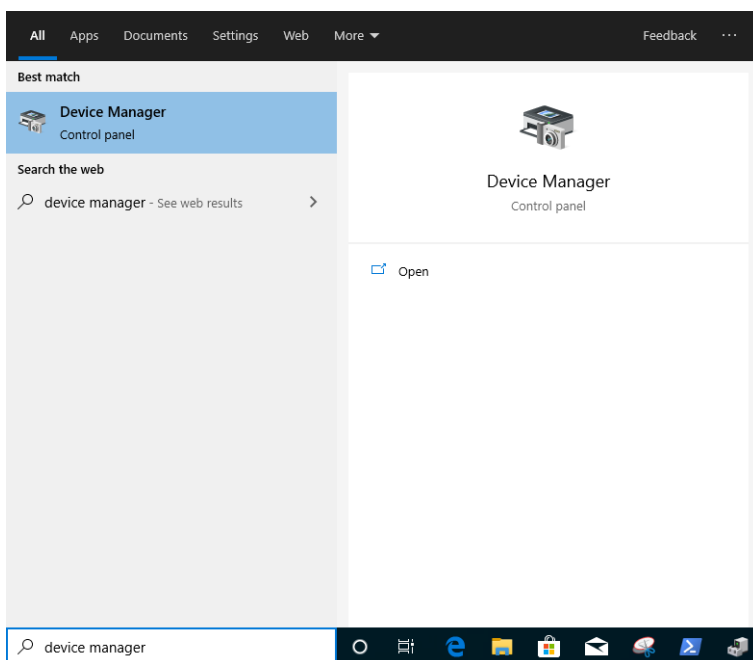 All Apps Documents Settings Web More Feedback ...
Best match
Device Manager
Control panel
Search the web
device manager - See web results
Device Manager
Control panel
Open
device manager